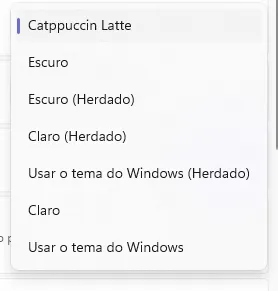 Catppuccin Latte
Escuro
Escuro (Herdado)
Claro (Herdado)
Usar o tema do Windows (Herdado)
Claro
Usar o tema do Windows